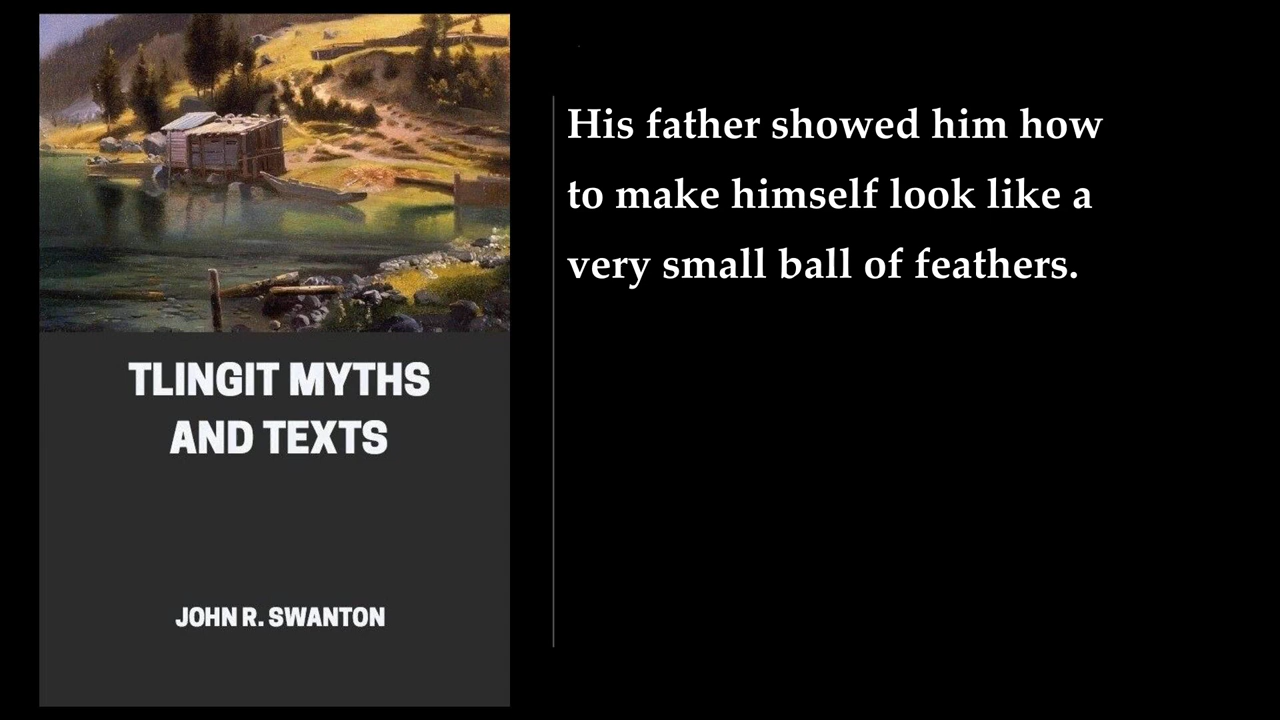 TLINGIT MYTHS
AND TEXTS
JOHN R. SWANTON
His father showed him how
to make himself look like a
very small ball of feathers.